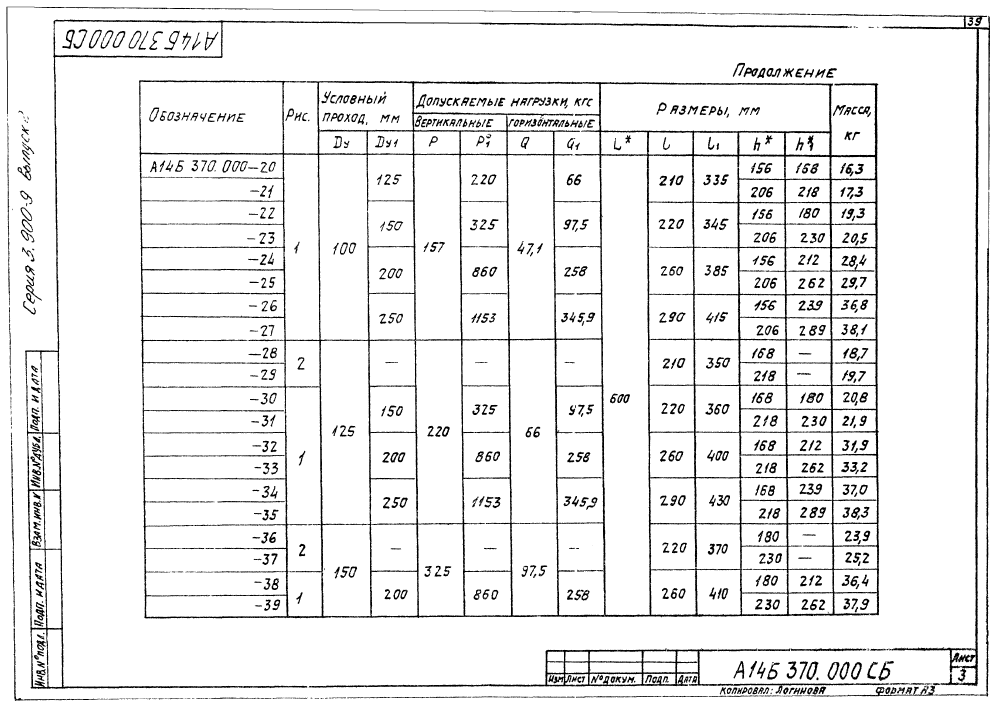 39
А14Б 370 000 СБ
Продолжение
Обозначение Рис. Условный проход, мм Допускаемые нагрузки, кгс Размеры, мм Масса, кг
вертикальные горизонтальные
Dу Dу1 P P₁ Q Q₁ L* l l₁ h* h₁*
А14Б 370.000-20 1 100 125 157 220 47,1 66 600 210 335 156 168 16,3
-21 206 218 17,3
-22 150 325 97,5 220 345 156 180 19,3
-23 206 230 20,5
-24 200 860 258 260 385 156 212 28,4
-25 206 262 29,7
-26 250 1153 345,9 290 415 156 239 36,8
-27 206 289 38,1
-28 2 125 — 220 — 66 — 210 350 168 — 18,7
-29 218 — 19,7
-30 1 150 325 97,5 220 360 168 180 20,8
-31 218 230 21,9
-32 200 860 258 260 400 168 212 31,9
-33 218 262 33,2
-34 250 1153 345,9 290 430 168 239 37,0
-35 218 289 38,3
-36 2 150 — 325 — 97,5 — 220 370 180 — 23,9
-37 230 — 25,2
-38 1 200 860 258 260 410 180 212 36,4
-39 230 262 37,9
Серия 3.900-9 выпуск
Инв.№ подл. Подп. и дата Взам.инв.№ Инв.№ дубл. Подп. и дата
Изм Лист № докум. Подп. Дата
А14Б 370.000 СБ
Лист
3
Копировал: Логинова Формат А3